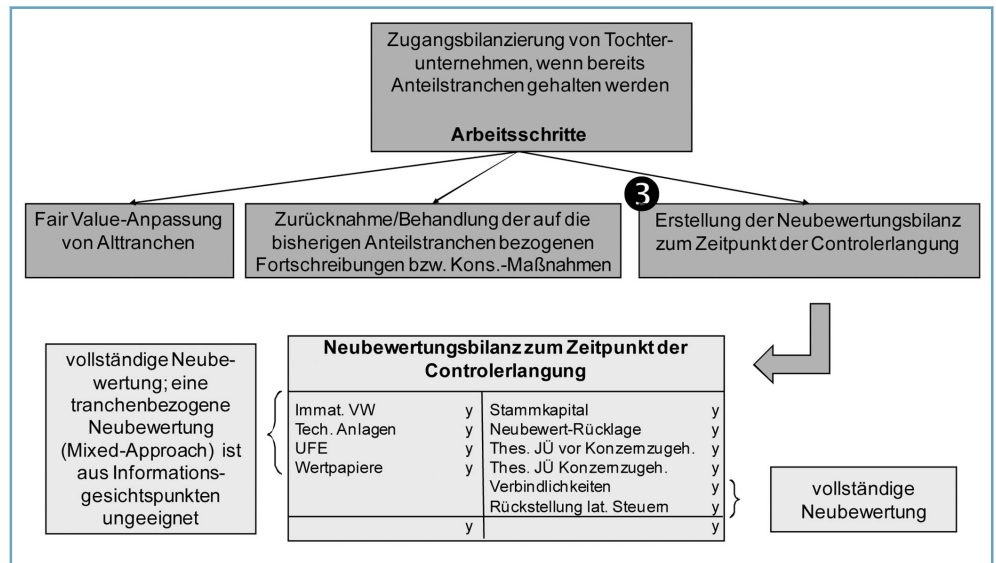 Zugangsbilanzierung von Tochter-
unternehmen, wenn bereits
Anteilstranchen gehalten werden
Arbeitsschritte
Fair Value-Anpassung
von Alttranchen
Zurücknahme/Behandlung der auf die
bisherigen Anteilstranchen bezogenen
Fortschreibungen bzw. Kons.-Maßnahmen
3
Erstellung der Neubewertungsbilanz
zum Zeitpunkt der Controlerlangung
vollständige Neube-
wertung; eine
tranchenbezogene
Neubewertung
(Mixed-Approach) ist
aus Informations-
gesichtspunkten
ungeeignet
Neubewertungsbilanz zum Zeitpunkt der
Controlerlangung
Immat. VW y Stammkapital y
Tech. Anlagen y Neubewert-Rücklage y
UFE y Thes. JÜ vor Konzernzugeh. y
Wertpapiere y Thes. JÜ Konzernzugeh. y
Verbindlichkeiten y
Rückstellung lat. Steuern y
y y
vollständige
Neubewertung